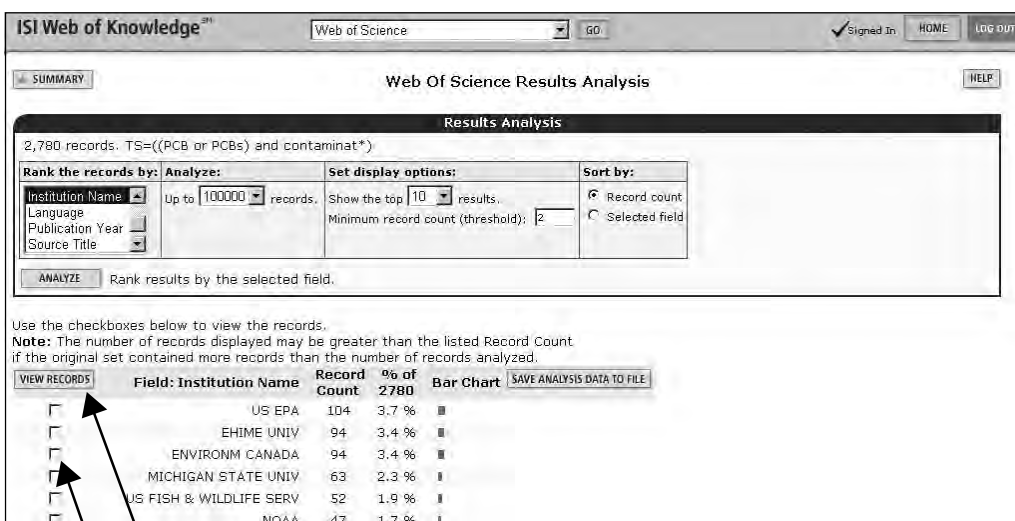 ISI Web of Knowledge℠ Web of Science GO Signed In HOME LOG OUT
SUMMARY Web Of Science Results Analysis HELP
Results Analysis
2,780 records. TS=((PCB or PCBs) and contaminat*)
Rank the records by: Analyze: Set display options: Sort by:
Institution Name Up to 100000 records. Show the top 10 results. Record count
Language Minimum record count (threshold): 2 Selected field
Publication Year
Source Title
ANALYZE Rank results by the selected field.
Use the checkboxes below to view the records.
Note: The number of records displayed may be greater than the listed Record Count
if the original set contained more records than the number of records analyzed.
VIEW RECORDS Field: Institution Name Record Count % of 2780 Bar Chart SAVE ANALYSIS DATA TO FILE
US EPA 104 3.7 %
EHIME UNIV 94 3.4 %
ENVIRONM CANADA 94 3.4 %
MICHIGAN STATE UNIV 63 2.3 %
US FISH & WILDLIFE SERV 52 1.9 %
NOAA 47 1.7 %